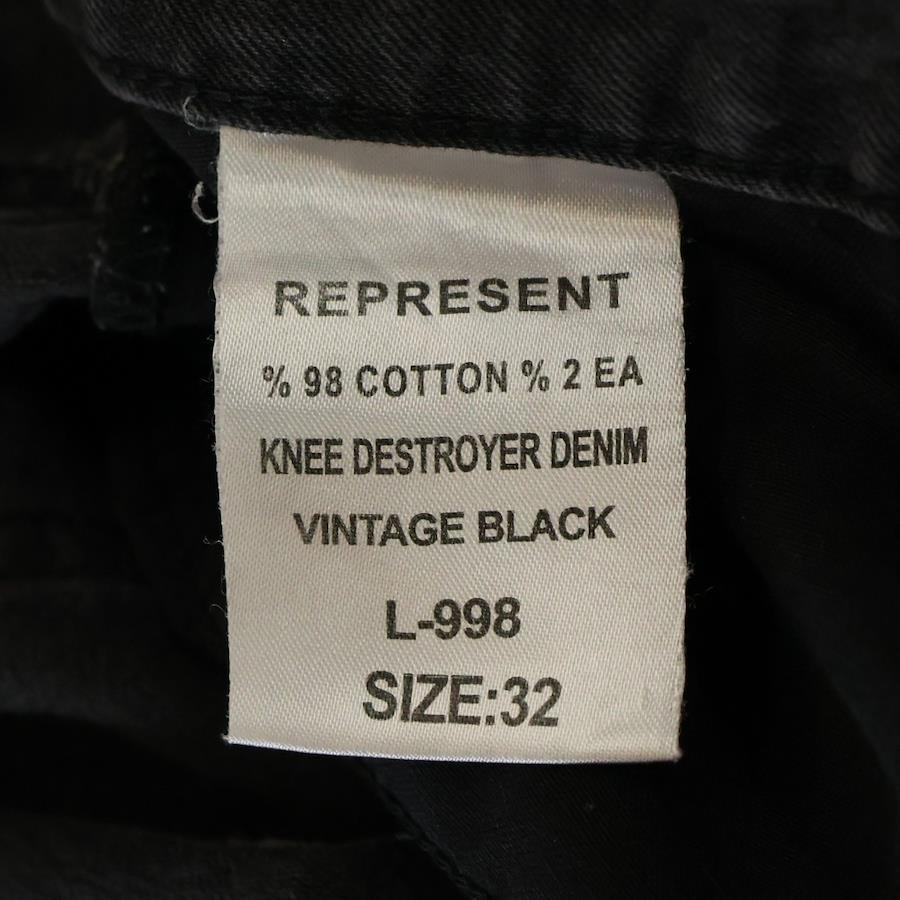 REPRESENT
% 98 COTTON % 2 EA
KNEE DESTROYER DENIM
VINTAGE BLACK
L-998
SIZE:32